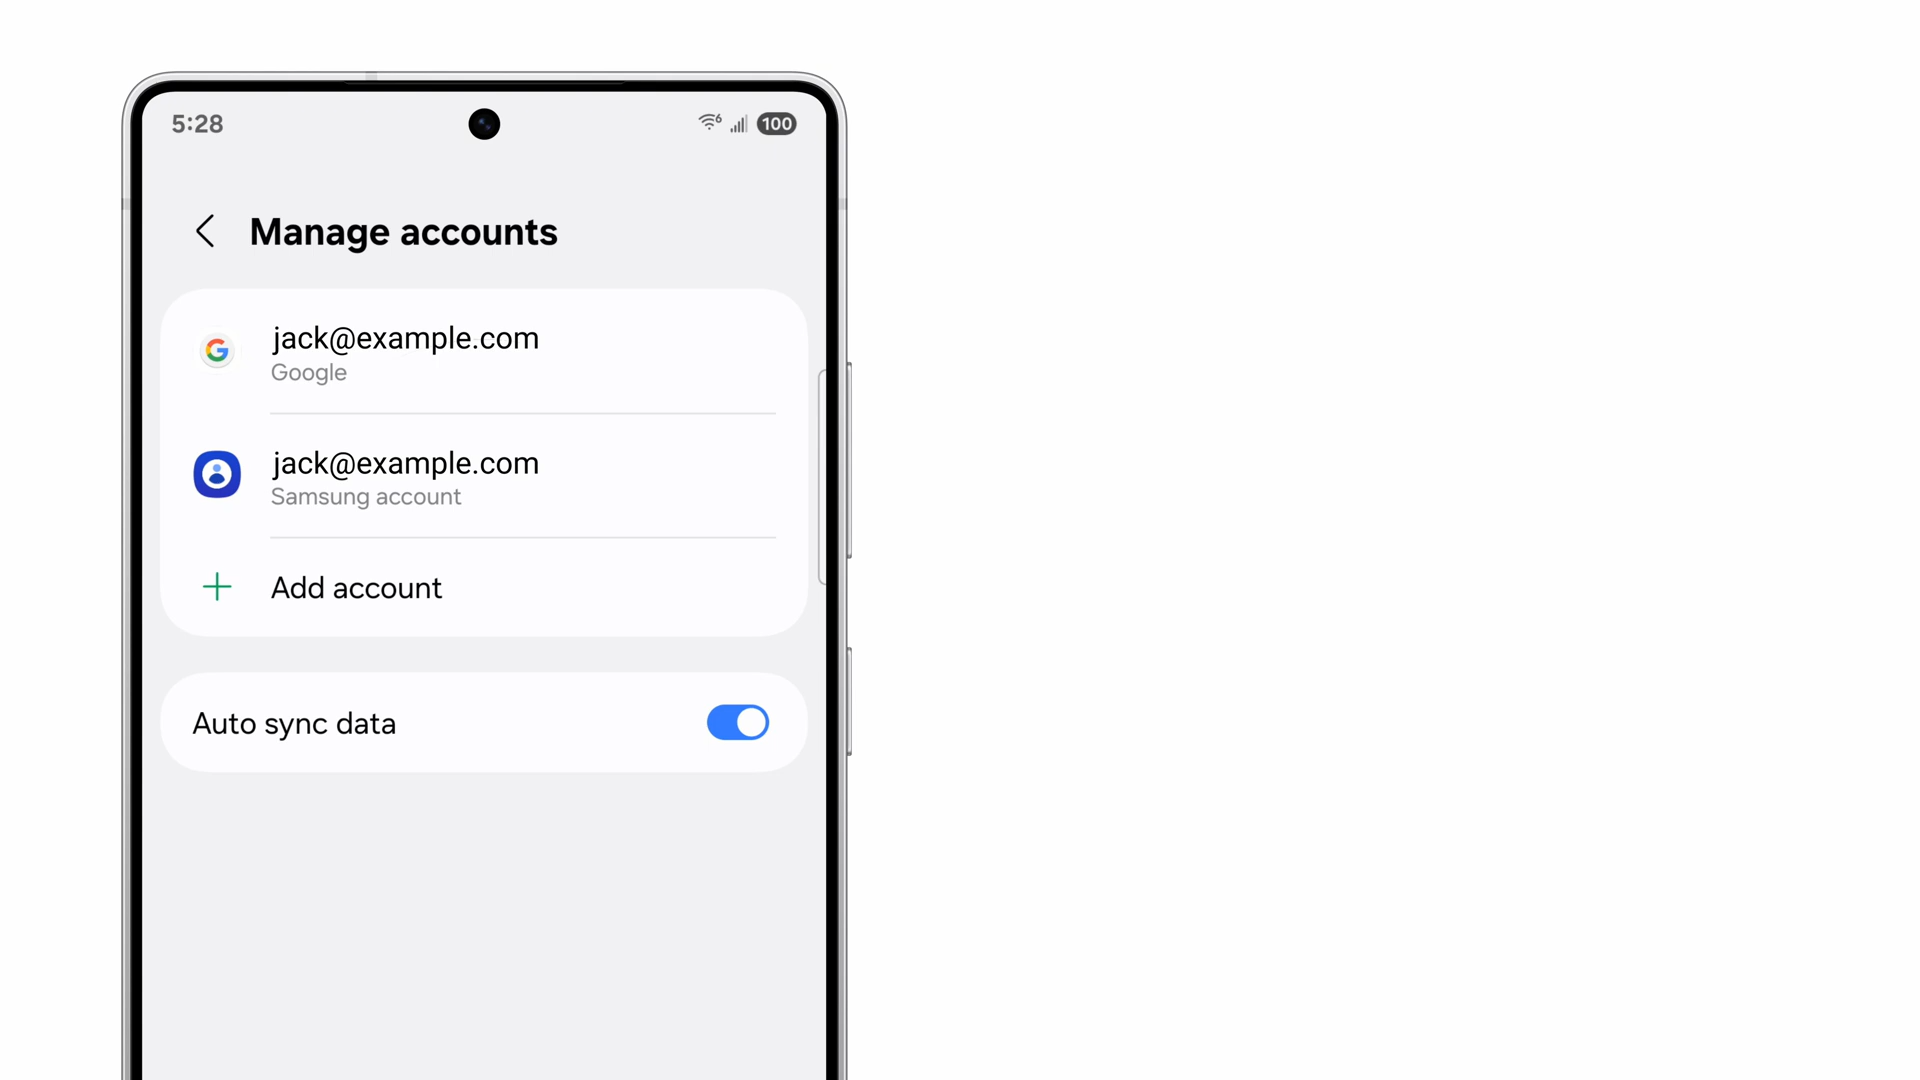 5:28
6
100
Manage accounts
jack@example.com
Google
jack@example.com
Samsung account
Add account
Auto sync data